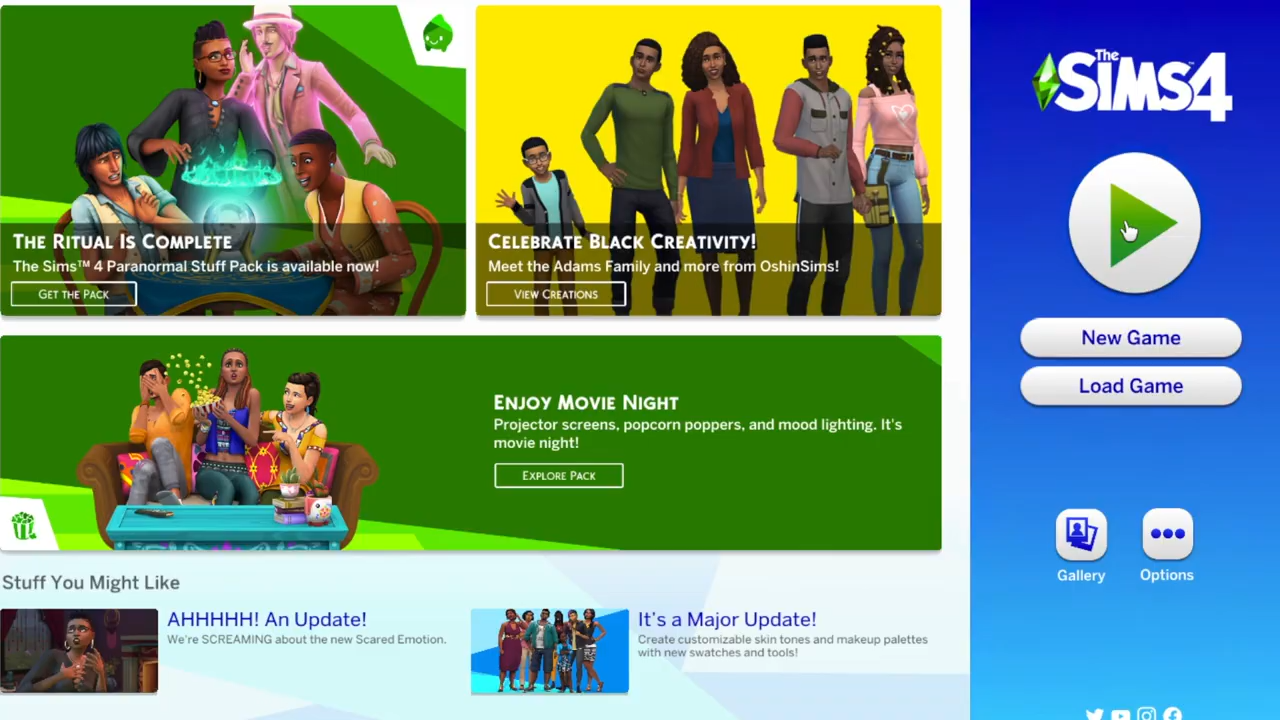 The Ritual Is Complete
The Sims™ 4 Paranormal Stuff Pack is available now!
Get the Pack
Celebrate Black Creativity!
Meet the Adams Family and more from OshinSims!
View Creations
Enjoy Movie Night
Projector screens, popcorn poppers, and mood lighting. It's
movie night!
Explore Pack
Stuff You Might Like
AHHHHH! An Update!
We're SCREAMING about the new Scared Emotion.
It's a Major Update!
Create customizable skin tones and makeup palettes
with new swatches and tools!
The SIMS 4
New Game
Load Game
Gallery
Options